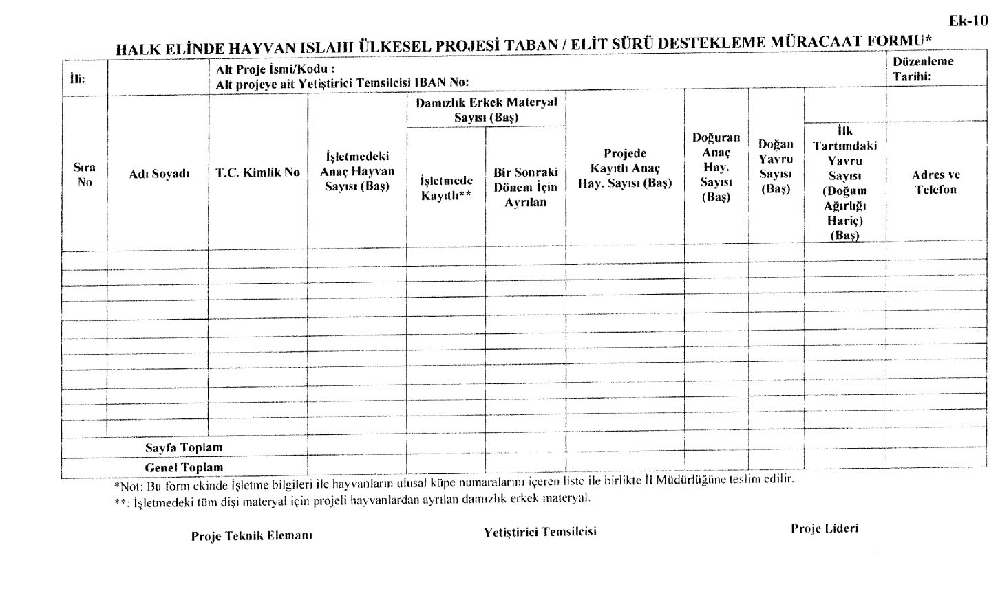 Ek-10
HALK ELİNDE HAYVAN ISLAHI ÜLKESEL PROJESİ TABAN / ELİT SÜRÜ DESTEKLEME MÜRACAAT FORMU*
İli:
Alt Proje İsmi/Kodu :
Alt projeye ait Yetiştirici Temsilcisi IBAN No:
Düzenleme
Tarihi:
Sıra
No
Adı Soyadı
T.C. Kimlik No
İşletmedeki
Anaç Hayvan
Sayısı (Baş)
Damızlık Erkek Materyal
Sayısı (Baş)
İşletmede
Kayıtlı**
Bir Sonraki
Dönem İçin
Ayrılan
Projede
Kayıtlı Anaç
Hay. Sayısı (Baş)
Doğuran
Anaç
Hay.
Sayısı
(Baş)
Doğan
Yavru
Sayısı
(Baş)
İlk
Tartımdaki
Yavru
Sayısı
(Doğum
Ağırlığı
Hariç)
(Baş)
Adres ve
Telefon
Sayfa Toplam
Genel Toplam
*Not: Bu form ekinde İşletme bilgileri ile hayvanların ulusal küpe numaralarını içeren liste ile birlikte İl Müdürlüğüne teslim edilir.
**: İşletmedeki tüm dişi materyal için projeli hayvanlardan ayrılan damızlık erkek materyal.
Proje Teknik Elemanı
Yetiştirici Temsilcisi
Proje Lideri